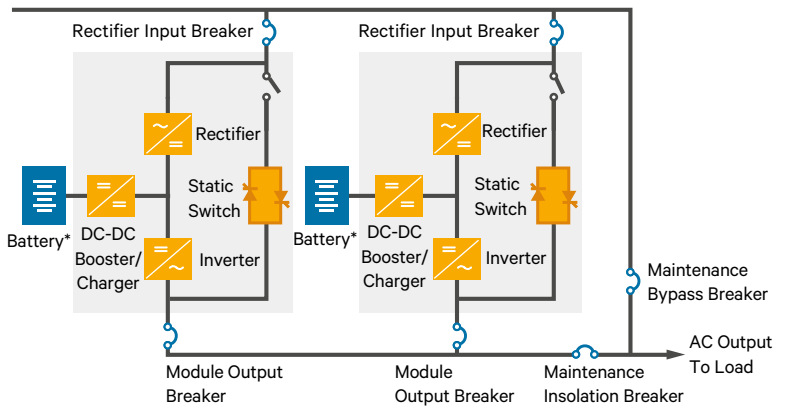 Rectifier Input Breaker
Rectifier Input Breaker
Rectifier
Rectifier
Static
Switch
Static
Switch
Battery*
DC-DC
Booster/
Charger
Inverter
Battery*
DC-DC
Booster/
Charger
Inverter
Maintenance
Bypass Breaker
AC Output
To Load
Module Output
Breaker
Module
Output Breaker
Maintenance
Insolation Breaker